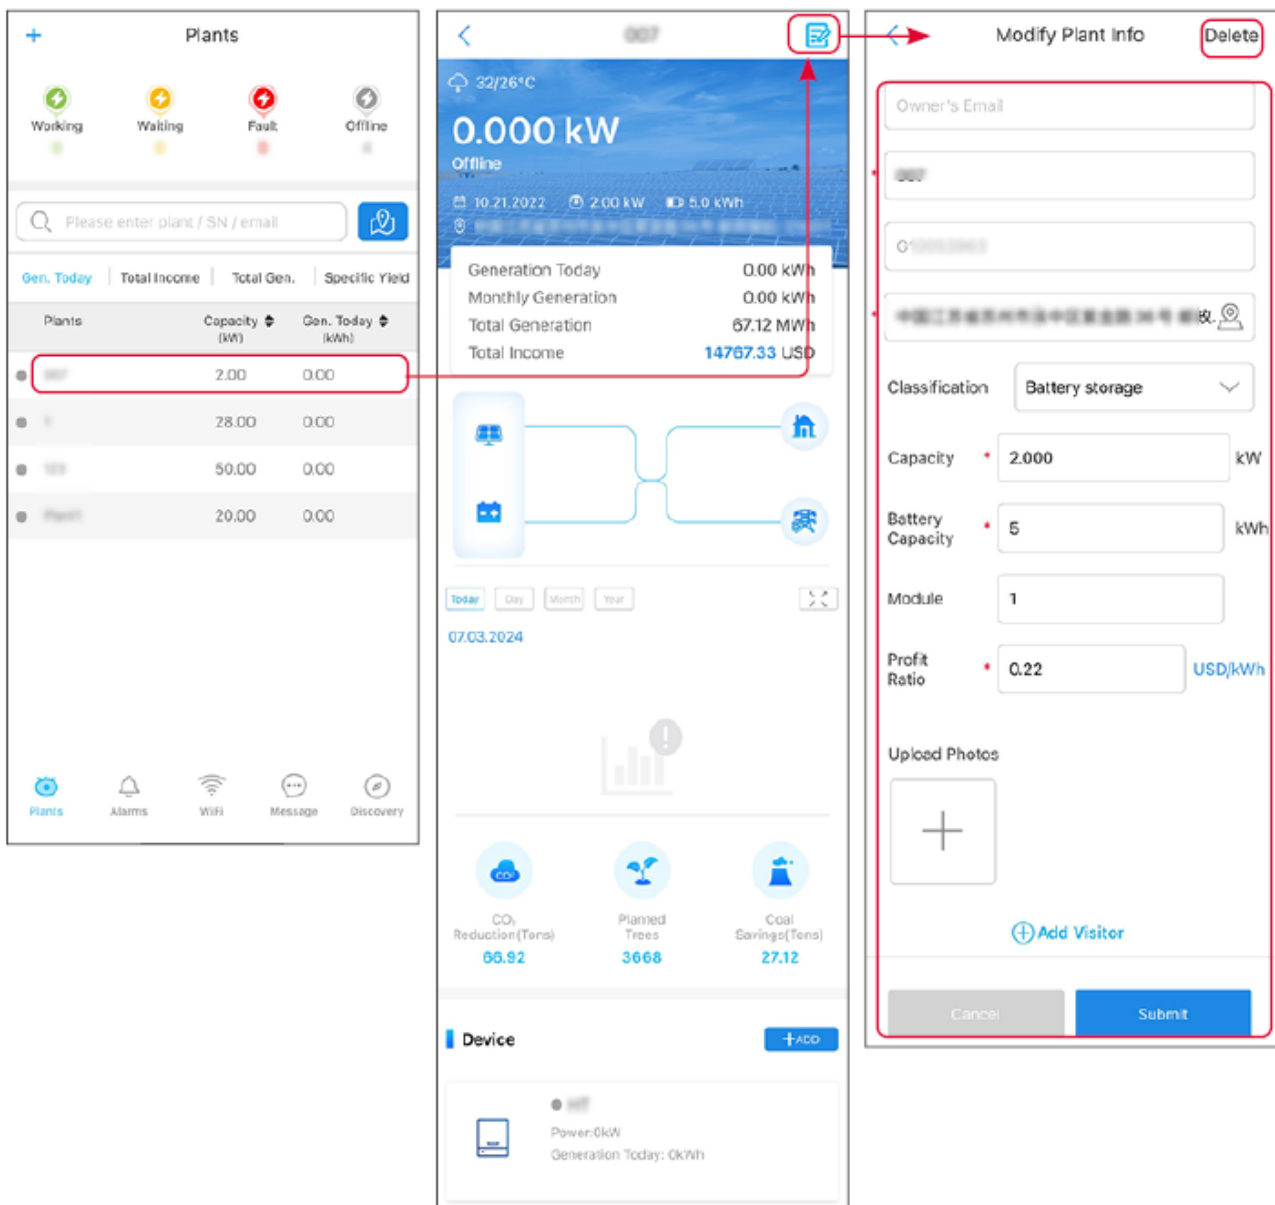 Plants
Working
Waiting
Fault
Offline
Please enter plant / SN / email
Gen. Today
Total Income
Total Gen.
Specific Yield
Plants
Capacity
(kW)
Gen. Today
(kWh)
2.00 0.00
28.00 0.00
50.00 0.00
20.00 0.00
Plants
Alarms
WiFi
Message
Discovery
007
32/26°C
0.000 kW
Offline
10.21.2022 2.00 kW 5.0 kWh
Generation Today 0.00 kWh
Monthly Generation 0.00 kWh
Total Generation 67.12 MWh
Total Income 14767.33 USD
Today Day Month Year
07.03.2024
CO₂
Reduction(Tons)
66.92
Planted
Trees
3668
Coal
Savings(Tons)
27.12
Device
+ADD
HT
Power:0kW
Generation Today: 0kWh
Modify Plant Info
Delete
Owner's Email
* 007
*
Classification Battery storage
Capacity * 2.000 kW
Battery
Capacity
* 5 kWh
Module 1
Profit
Ratio
* 0.22 USD/kWh
Upload Photos
Add Visitor
Cancel
Submit